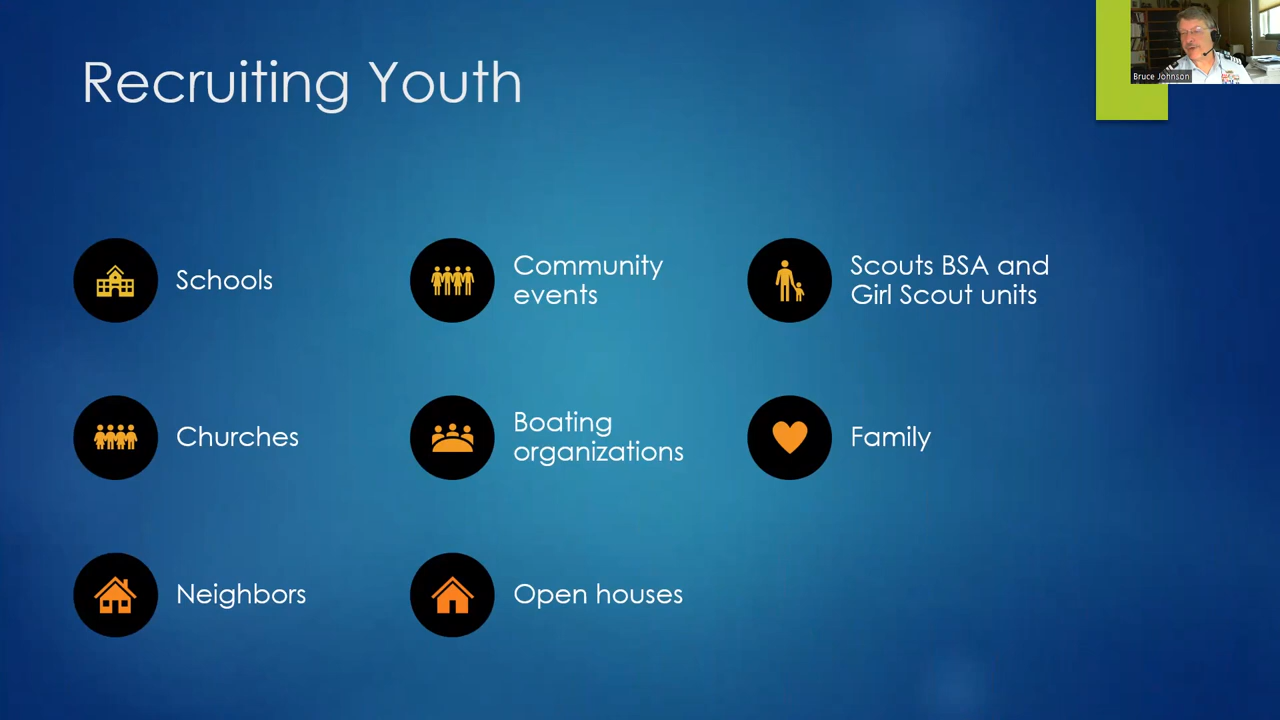 Recruiting Youth
Bruce Johnson
Schools
Community
events
Scouts BSA and
Girl Scout units
Churches
Boating
organizations
Family
Neighbors
Open houses